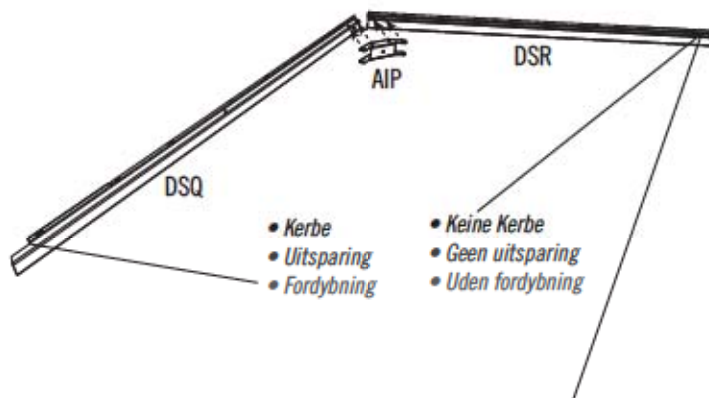 DSR
AIP
DSQ
• Kerbe
• Uitsparing
• Fordybning
• Keine Kerbe
• Geen uitsparing
• Uden fordybning